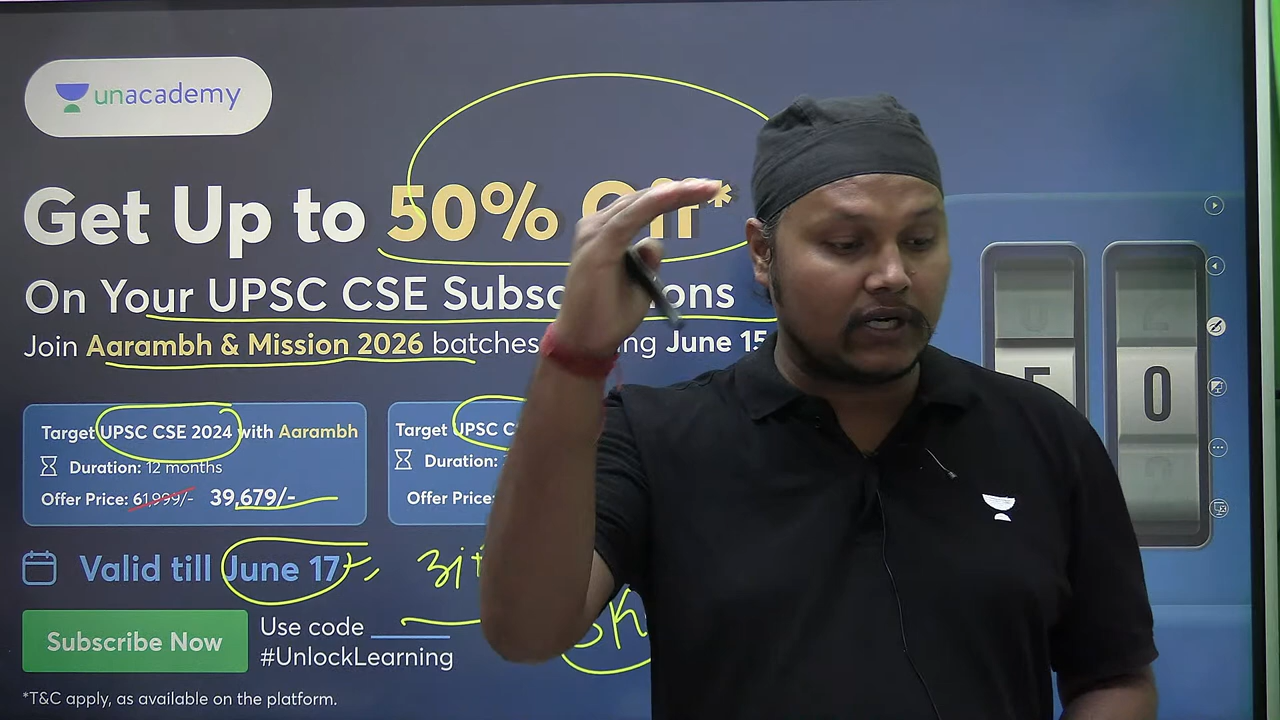 unacademy
Get Up to 50% Off*
On Your UPSC CSE
Join Aarambh & Mission 2026 batches June 15
Target UPSC CSE 2024 with Aarambh
Duration: 12 months
Offer Price: 61,999/- 39,679/-
Target UPSC
Duration:
Offer Price:
Valid till June 17
Subscribe Now
Use code
#UnlockLearning
*T&C apply, as available on the platform.
0